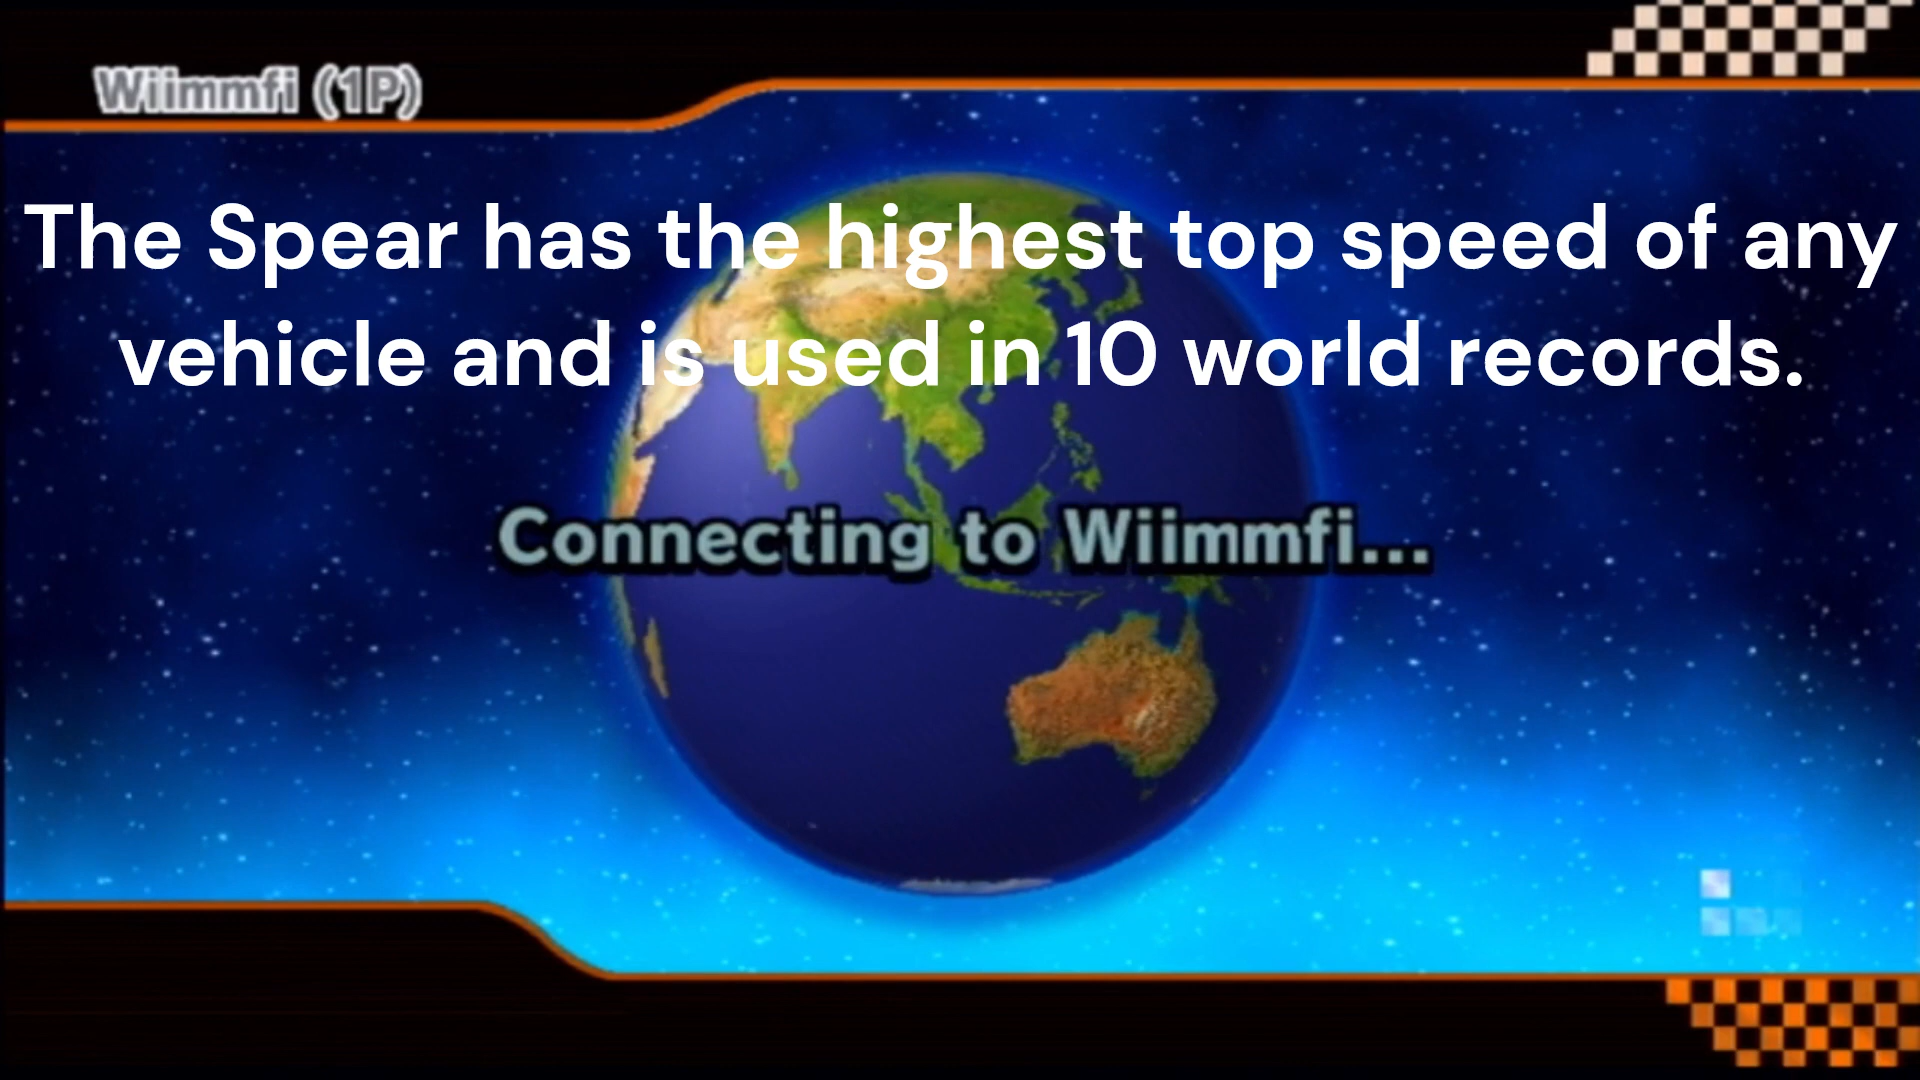 Wiimmfi (1P)
The Spear has the highest top speed of any
vehicle and is used in 10 world records.
Connecting to Wiimmfi...